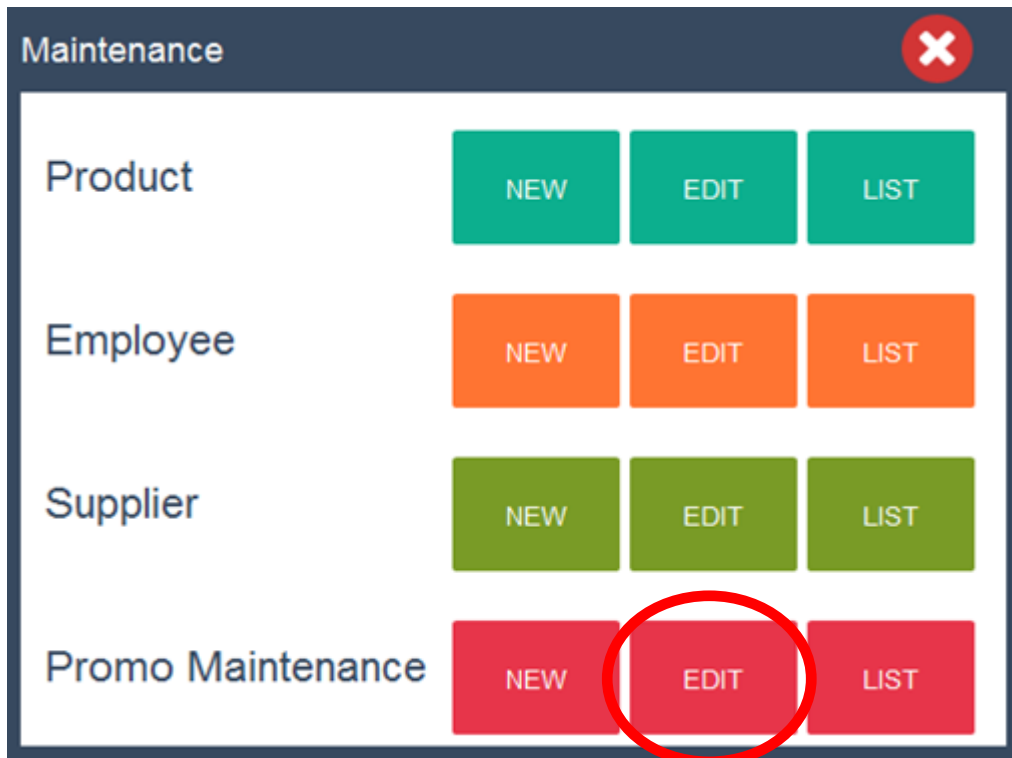 Maintenance
Product NEW EDIT LIST
Employee NEW EDIT LIST
Supplier NEW EDIT LIST
Promo Maintenance NEW EDIT LIST